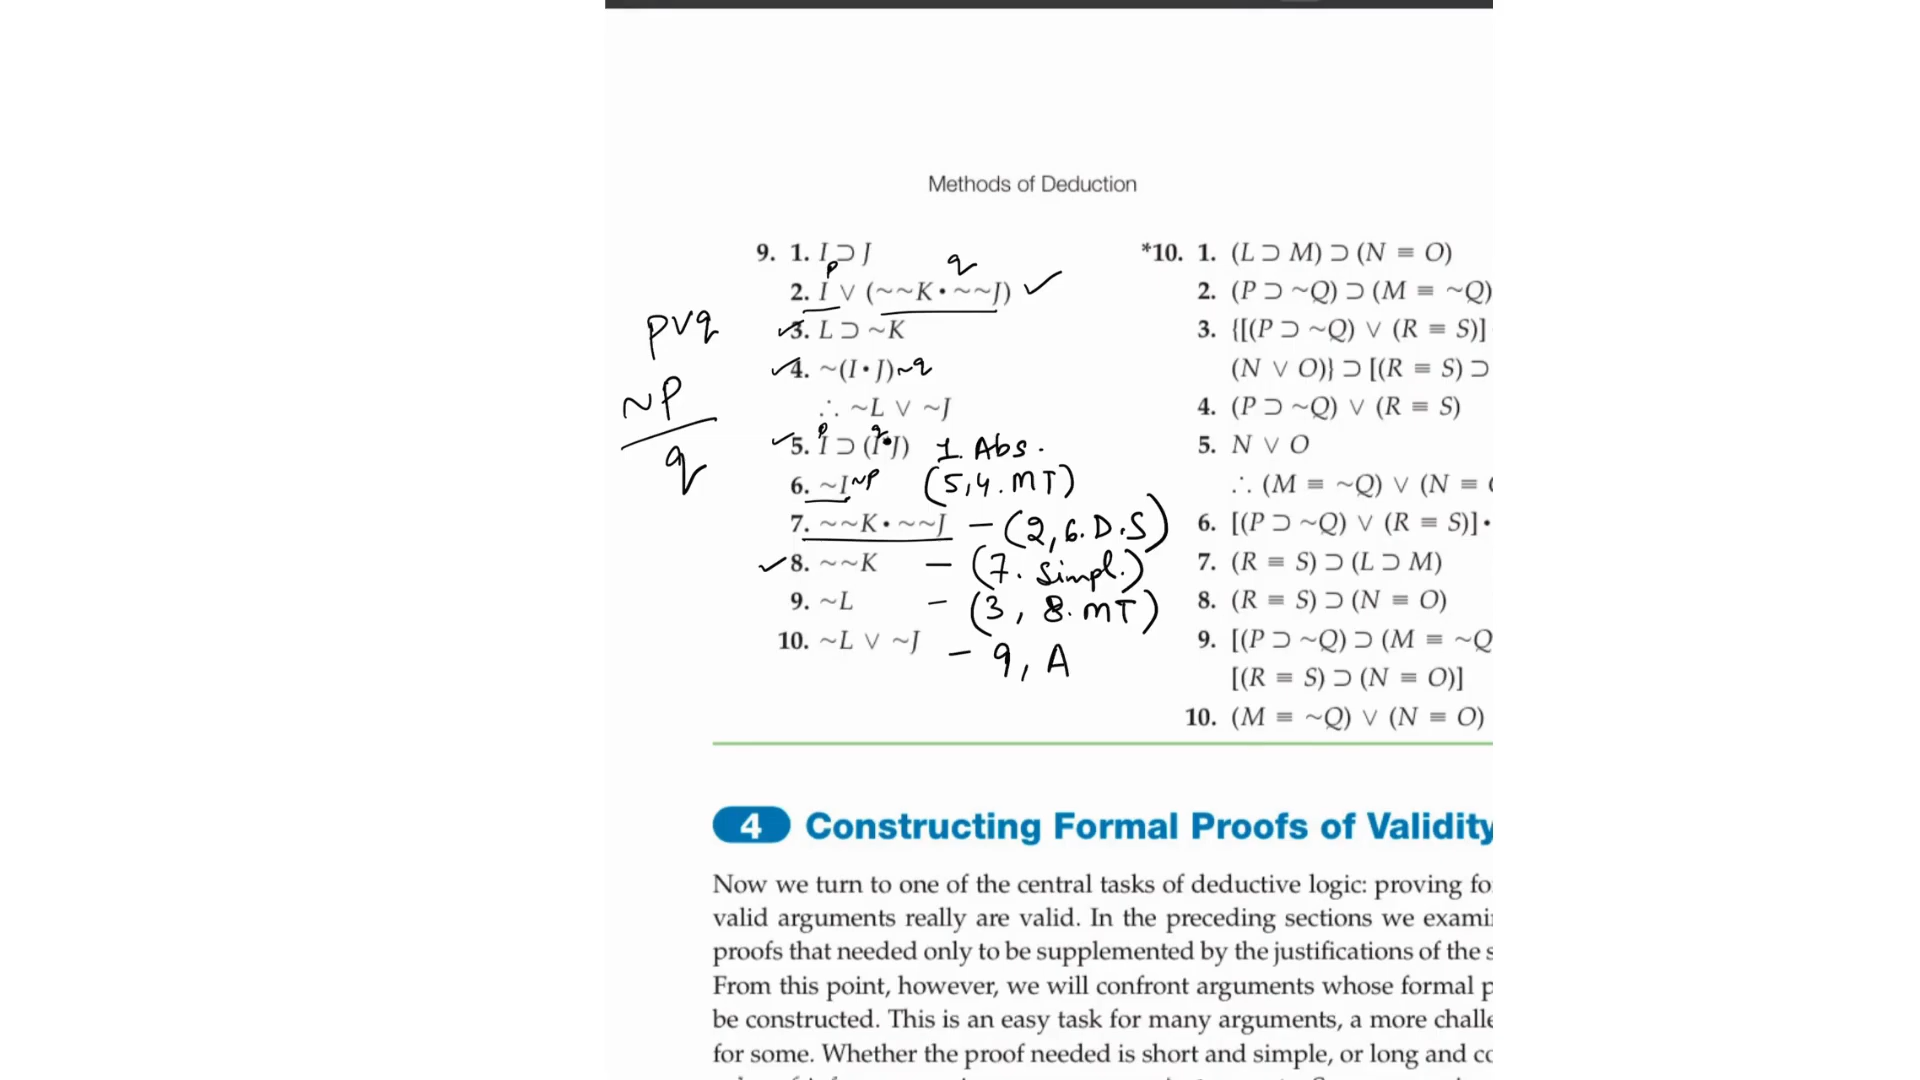 Methods of Deduction
9. 1. I ⊃ J
p q
2. I ∨ (~~K • ~~J) ✓
✓3. L ⊃ ~K
✓4. ~(I • J) ~q
∴ ~L ∨ ~J
p q
✓5. I ⊃ (I • J) 1. Abs.
6. ~I ~p (5,4. MT)
7. ~~K • ~~J – (2, 6. D.S)
✓8. ~~K – (7. Simpl.)
9. ~L – (3, 8. MT)
10. ~L ∨ ~J – 9, A
p∨q
~p
q
*10. 1. (L ⊃ M) ⊃ (N ≡ O)
2. (P ⊃ ~Q) ⊃ (M ≡ ~Q)
3. {[(P ⊃ ~Q) ∨ (R ≡ S)]
(N ∨ O)} ⊃ [(R ≡ S) ⊃
4. (P ⊃ ~Q) ∨ (R ≡ S)
5. N ∨ O
∴ (M ≡ ~Q) ∨ (N ≡
6. [(P ⊃ ~Q) ∨ (R ≡ S)] •
7. (R ≡ S) ⊃ (L ⊃ M)
8. (R ≡ S) ⊃ (N ≡ O)
9. [(P ⊃ ~Q) ⊃ (M ≡ ~Q
[(R ≡ S) ⊃ (N ≡ O)]
10. (M ≡ ~Q) ∨ (N ≡ O)
4 Constructing Formal Proofs of Validity
Now we turn to one of the central tasks of deductive logic: proving fo
valid arguments really are valid. In the preceding sections we exami
proofs that needed only to be supplemented by the justifications of the s
From this point, however, we will confront arguments whose formal p
be constructed. This is an easy task for many arguments, a more challe
for some. Whether the proof needed is short and simple, or long and co